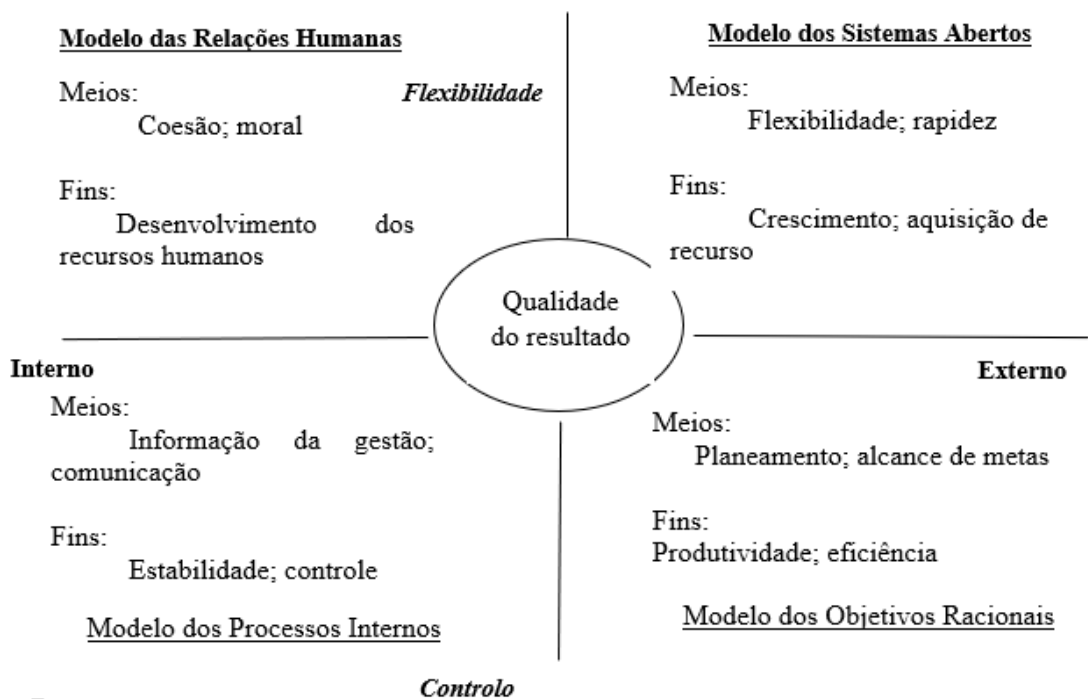 Modelo das Relações Humanas
Meios:
Flexibilidade
Coesão; moral
Fins:
Desenvolvimento dos
recursos humanos
Modelo dos Sistemas Abertos
Meios:
Flexibilidade; rapidez
Fins:
Crescimento; aquisição de
recurso
Qualidade
do resultado
Interno
Externo
Meios:
Informação da gestão;
comunicação
Fins:
Estabilidade; controle
Modelo dos Processos Internos
Meios:
Planeamento; alcance de metas
Fins:
Produtividade; eficiência
Modelo dos Objetivos Racionais
Controlo